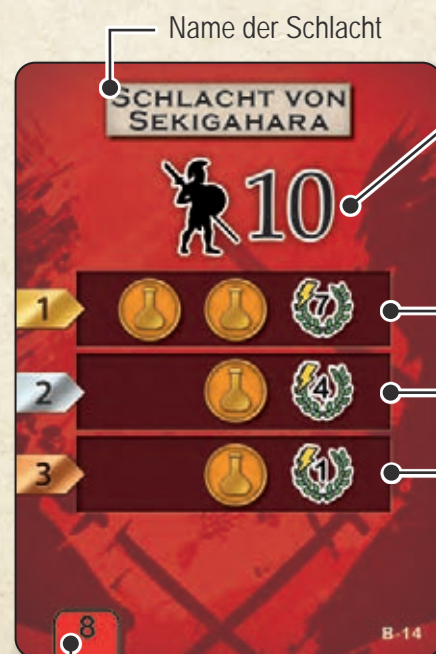 Name der Schlacht
SCHLACHT VON
SEKIGAHARA
10
1 7
2 4
3 1
8
B-14